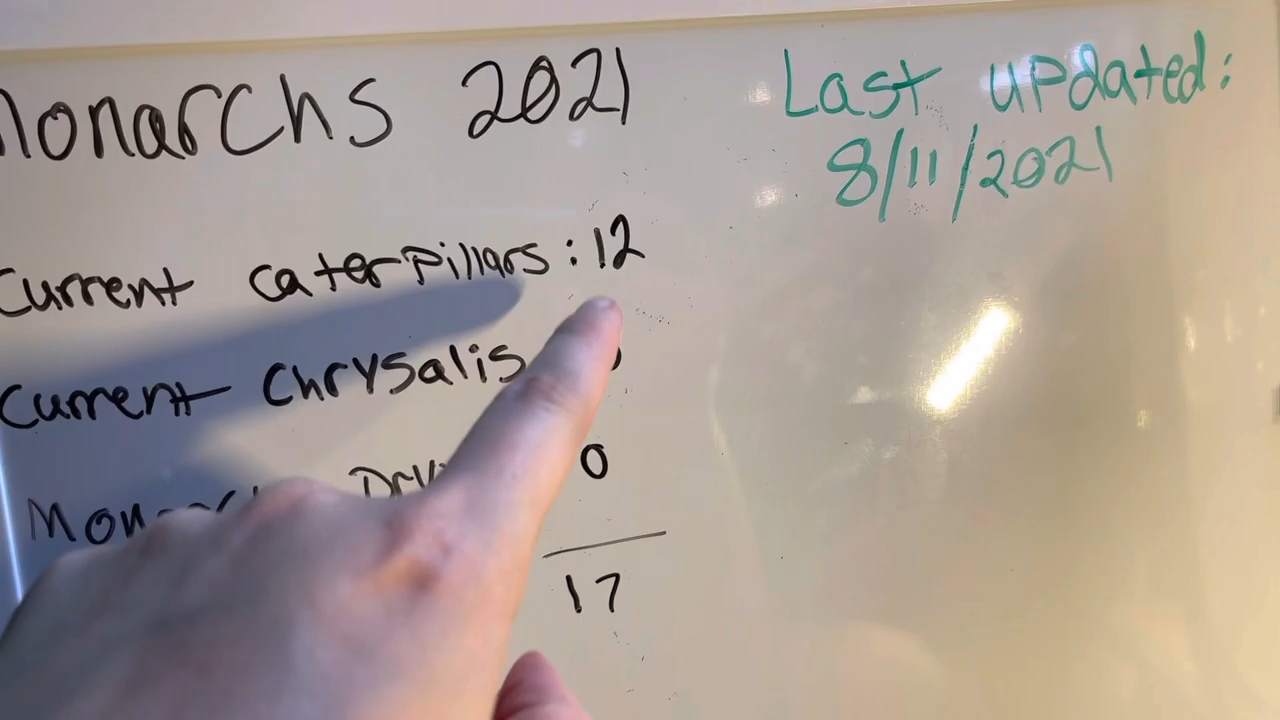 Monarchs 2021
Last updated:
8/11/2021
Current caterpillars: 12
Current Chrysalis
0
17